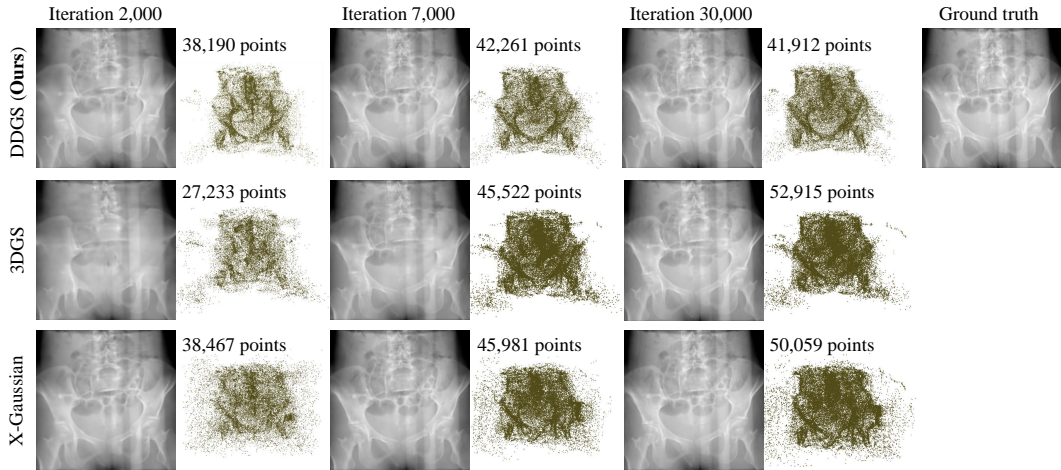 Iteration 2,000
Iteration 7,000
Iteration 30,000
Ground truth
DDGS (Ours)
38,190 points
42,261 points
41,912 points
3DGS
27,233 points
45,522 points
52,915 points
X-Gaussian
38,467 points
45,981 points
50,059 points